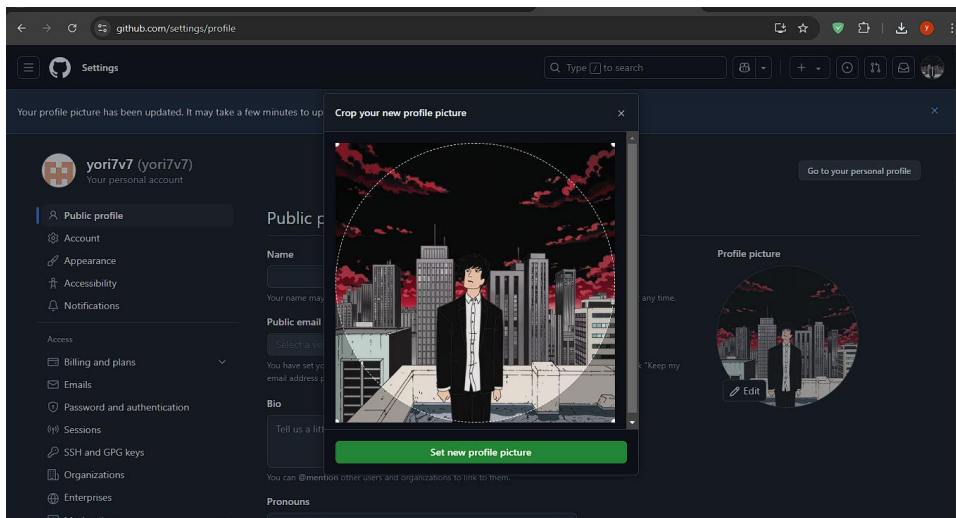 github.com/settings/profile
Settings
Type / to search
Your profile picture has been updated. It may take a few minutes to up
Crop your new profile picture
yori7v7 (yori7v7)
Your personal account
Go to your personal profile
Public profile
Account
Appearance
Accessibility
Notifications
Access
Billing and plans
Emails
Password and authentication
Sessions
SSH and GPG keys
Organizations
Enterprises
Public p
Name
Your name may
any time.
Public email
Select a ve
You have set yo
"Keep my
email address p
Bio
Tell us a litt
You can @mention other users and organizations to link to them.
Pronouns
Profile picture
Edit
Set new profile picture